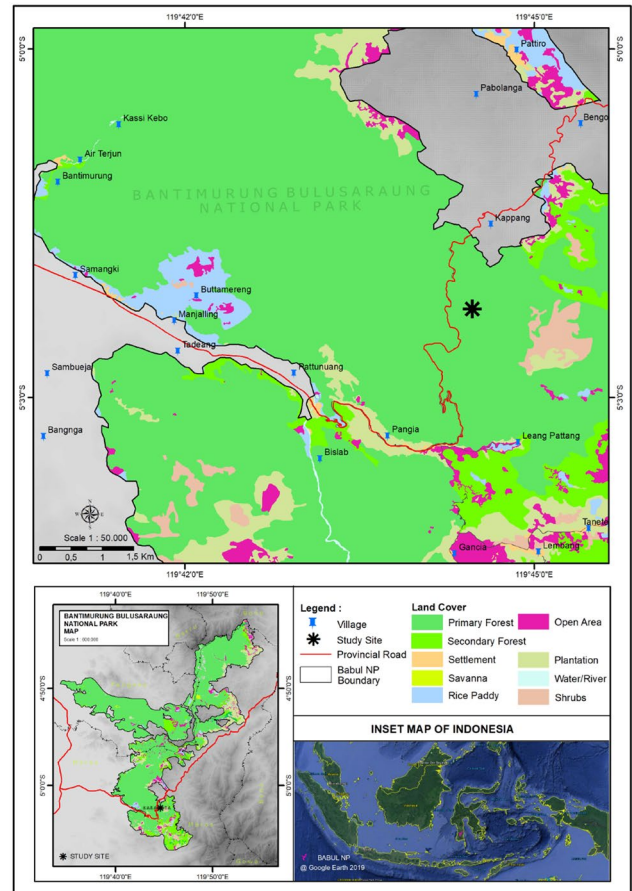 119°42'0"E
119°45'0"E
5°0'0"S
5°0'0"S
Pattiro
Pabolanga
Bengo
Kassi Kebo
Air Terjun
Bantimurung
BANTIMURUNG BULUSARAUNG
NATIONAL PARK
Kappang
Samangki
Buttamereng
Manjalling
Tadeang
Sambueja
Pattunuang
5°3'0"S
5°3'0"S
Bangnga
Pangia
Leang Pattang
Bislab
Gancia
Lembang
N
W
E
S
Scale 1 : 50.000
0 0,5 1 1,5 Km
119°42'0"E
119°45'0"E
119°40'0"E
119°50'0"E
BANTIMURUNG BULUSARAUNG
NATIONAL PARK
MAP
4°50'0"S
4°50'0"S
5°0'0"S
5°0'0"S
STUDY SITE
119°40'0"E
119°50'0"E
Legend :
Village
Study Site
Provincial Road
Babul NP
Boundary
Land Cover
Primary Forest
Secondary Forest
Settlement
Savanna
Rice Paddy
Open Area
Plantation
Water/River
Shrubs
INSET MAP OF INDONESIA
BABUL NP
@ Google Earth 2019